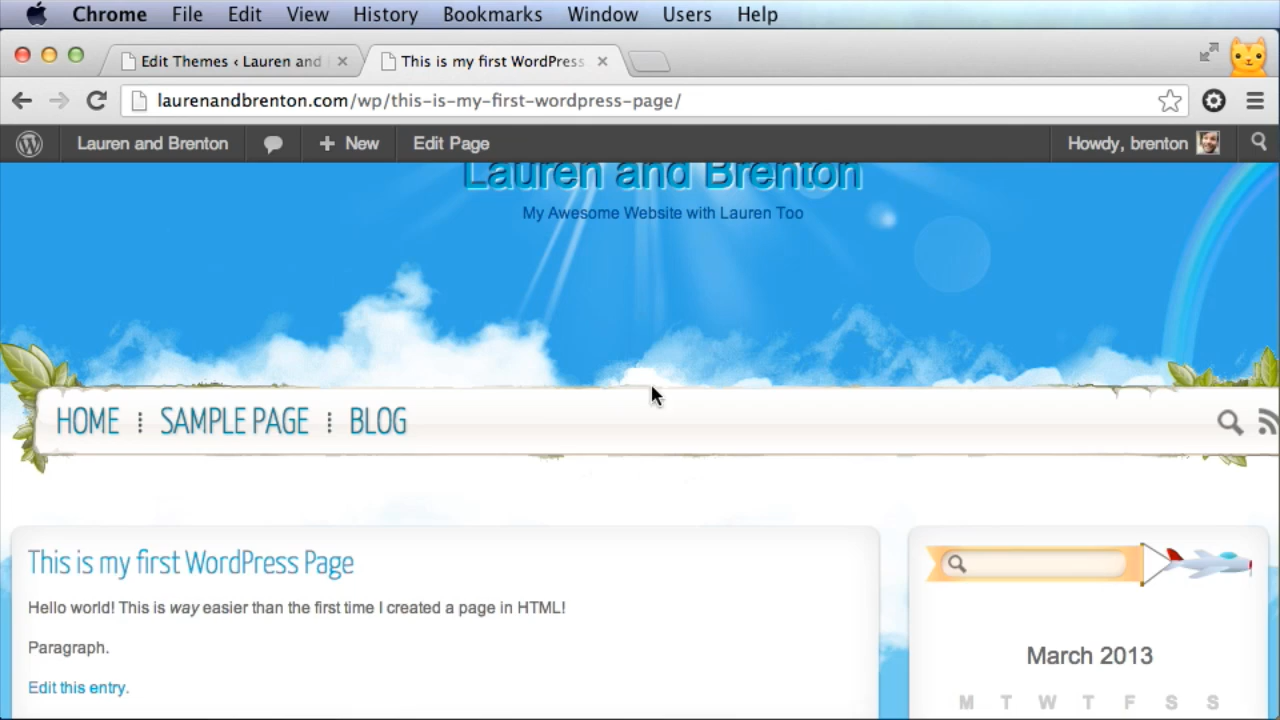 Chrome File Edit View History Bookmarks Window Users Help
Edit Themes ‹ Lauren and
This is my first WordPress
laurenandbrenton.com/wp/this-is-my-first-wordpress-page/
Lauren and Brenton + New Edit Page Howdy, brenton
Lauren and Brenton
My Awesome Website with Lauren Too
HOME SAMPLE PAGE BLOG
This is my first WordPress Page
Hello world! This is way easier than the first time I created a page in HTML!
Paragraph.
Edit this entry.
March 2013
M T W T F S S